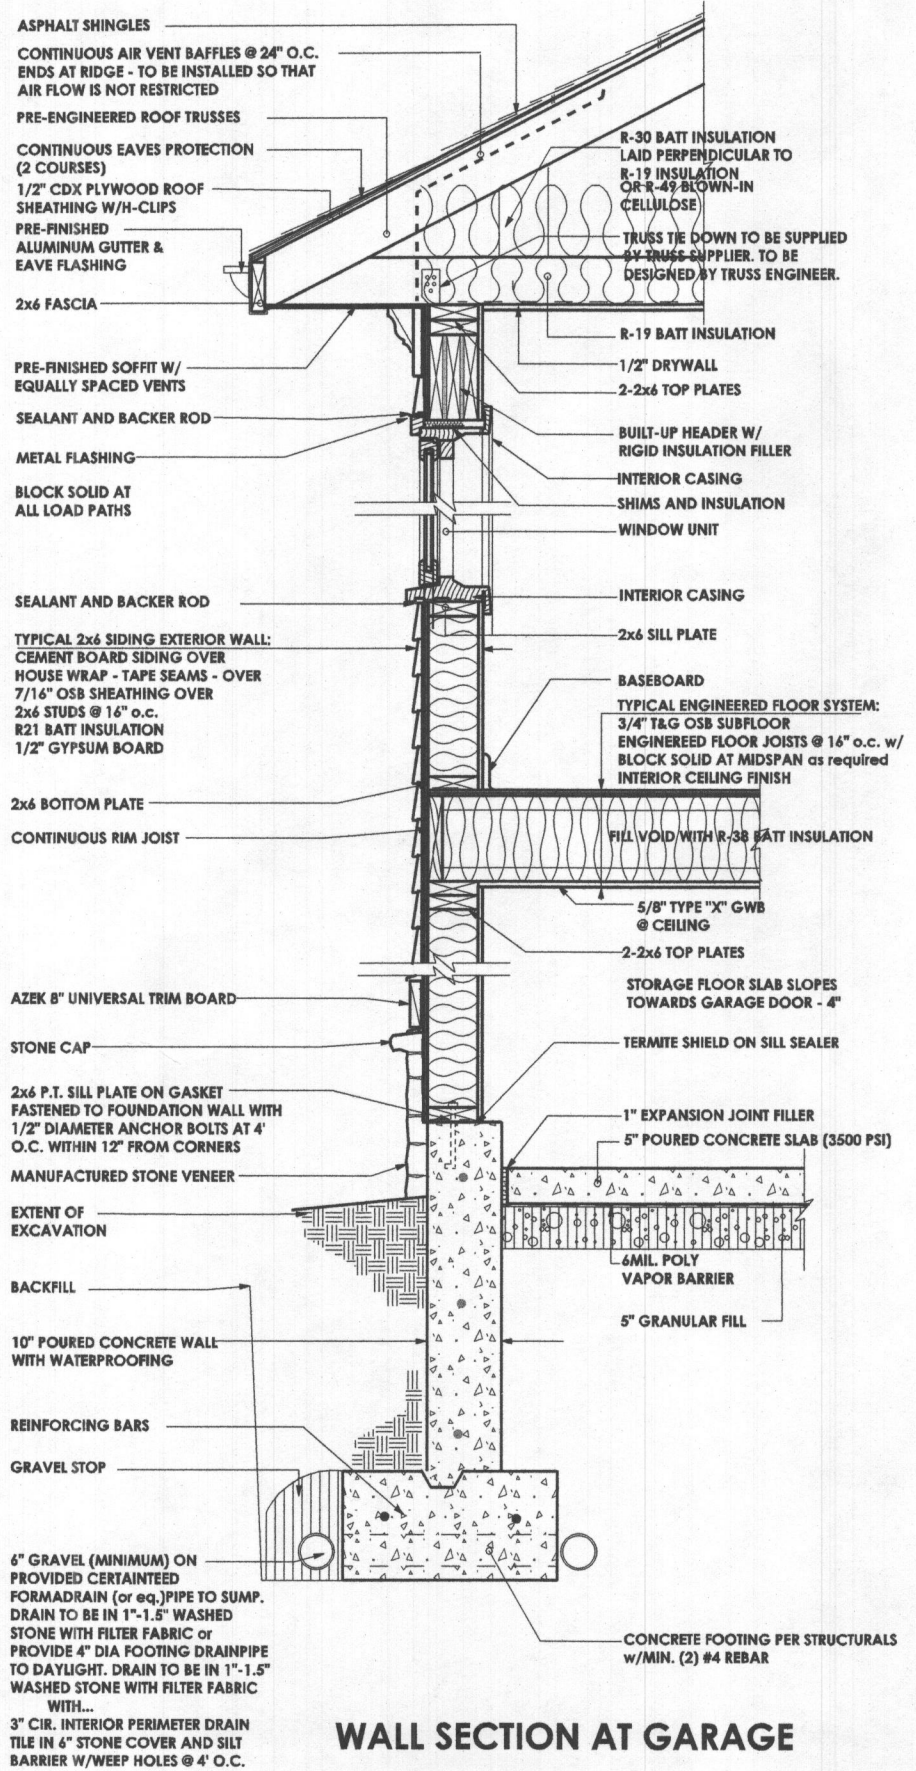 ASPHALT SHINGLES
CONTINUOUS AIR VENT BAFFLES @ 24" O.C.
ENDS AT RIDGE - TO BE INSTALLED SO THAT
AIR FLOW IS NOT RESTRICTED
PRE-ENGINEERED ROOF TRUSSES
CONTINUOUS EAVES PROTECTION
(2 COURSES)
1/2" CDX PLYWOOD ROOF
SHEATHING W/H-CLIPS
PRE-FINISHED
ALUMINUM GUTTER &
EAVE FLASHING
2x6 FASCIA
PRE-FINISHED SOFFIT W/
EQUALLY SPACED VENTS
SEALANT AND BACKER ROD
METAL FLASHING
BLOCK SOLID AT
ALL LOAD PATHS
SEALANT AND BACKER ROD
TYPICAL 2x6 SIDING EXTERIOR WALL:
CEMENT BOARD SIDING OVER
HOUSE WRAP - TAPE SEAMS - OVER
7/16" OSB SHEATHING OVER
2x6 STUDS @ 16" o.c.
R21 BATT INSULATION
1/2" GYPSUM BOARD
2x6 BOTTOM PLATE
CONTINUOUS RIM JOIST
AZEK 8" UNIVERSAL TRIM BOARD
STONE CAP
2x6 P.T. SILL PLATE ON GASKET
FASTENED TO FOUNDATION WALL WITH
1/2" DIAMETER ANCHOR BOLTS AT 4'
O.C. WITHIN 12" FROM CORNERS
MANUFACTURED STONE VENEER
EXTENT OF
EXCAVATION
BACKFILL
10" POURED CONCRETE WALL
WITH WATERPROOFING
REINFORCING BARS
GRAVEL STOP
6" GRAVEL (MINIMUM) ON
PROVIDED CERTAINTEED
FORMADRAIN (or eq.)PIPE TO SUMP.
DRAIN TO BE IN 1"-1.5" WASHED
STONE WITH FILTER FABRIC or
PROVIDE 4" DIA FOOTING DRAINPIPE
TO DAYLIGHT. DRAIN TO BE IN 1"-1.5"
WASHED STONE WITH FILTER FABRIC
WITH...
3" CIR. INTERIOR PERIMETER DRAIN
TILE IN 6" STONE COVER AND SILT
BARRIER W/WEEP HOLES @ 4' O.C.
R-30 BATT INSULATION
LAID PERPENDICULAR TO
R-19 INSULATION
OR R-49 BLOWN-IN
CELLULOSE
TRUSS TIE DOWN TO BE SUPPLIED
BY TRUSS SUPPLIER. TO BE
DESIGNED BY TRUSS ENGINEER.
R-19 BATT INSULATION
1/2" DRYWALL
2-2x6 TOP PLATES
BUILT-UP HEADER W/
RIGID INSULATION FILLER
INTERIOR CASING
SHIMS AND INSULATION
WINDOW UNIT
INTERIOR CASING
2x6 SILL PLATE
BASEBOARD
TYPICAL ENGINEERED FLOOR SYSTEM:
3/4" T&G OSB SUBFLOOR
ENGINEREED FLOOR JOISTS @ 16" o.c. w/
BLOCK SOLID AT MIDSPAN as required
INTERIOR CEILING FINISH
FILL VOID WITH R-38 BATT INSULATION
5/8" TYPE "X" GWB
@ CEILING
2-2x6 TOP PLATES
STORAGE FLOOR SLAB SLOPES
TOWARDS GARAGE DOOR - 4"
TERMITE SHIELD ON SILL SEALER
1" EXPANSION JOINT FILLER
5" POURED CONCRETE SLAB (3500 PSI)
6MIL. POLY
VAPOR BARRIER
5" GRANULAR FILL
CONCRETE FOOTING PER STRUCTURALS
w/MIN. (2) #4 REBAR
WALL SECTION AT GARAGE